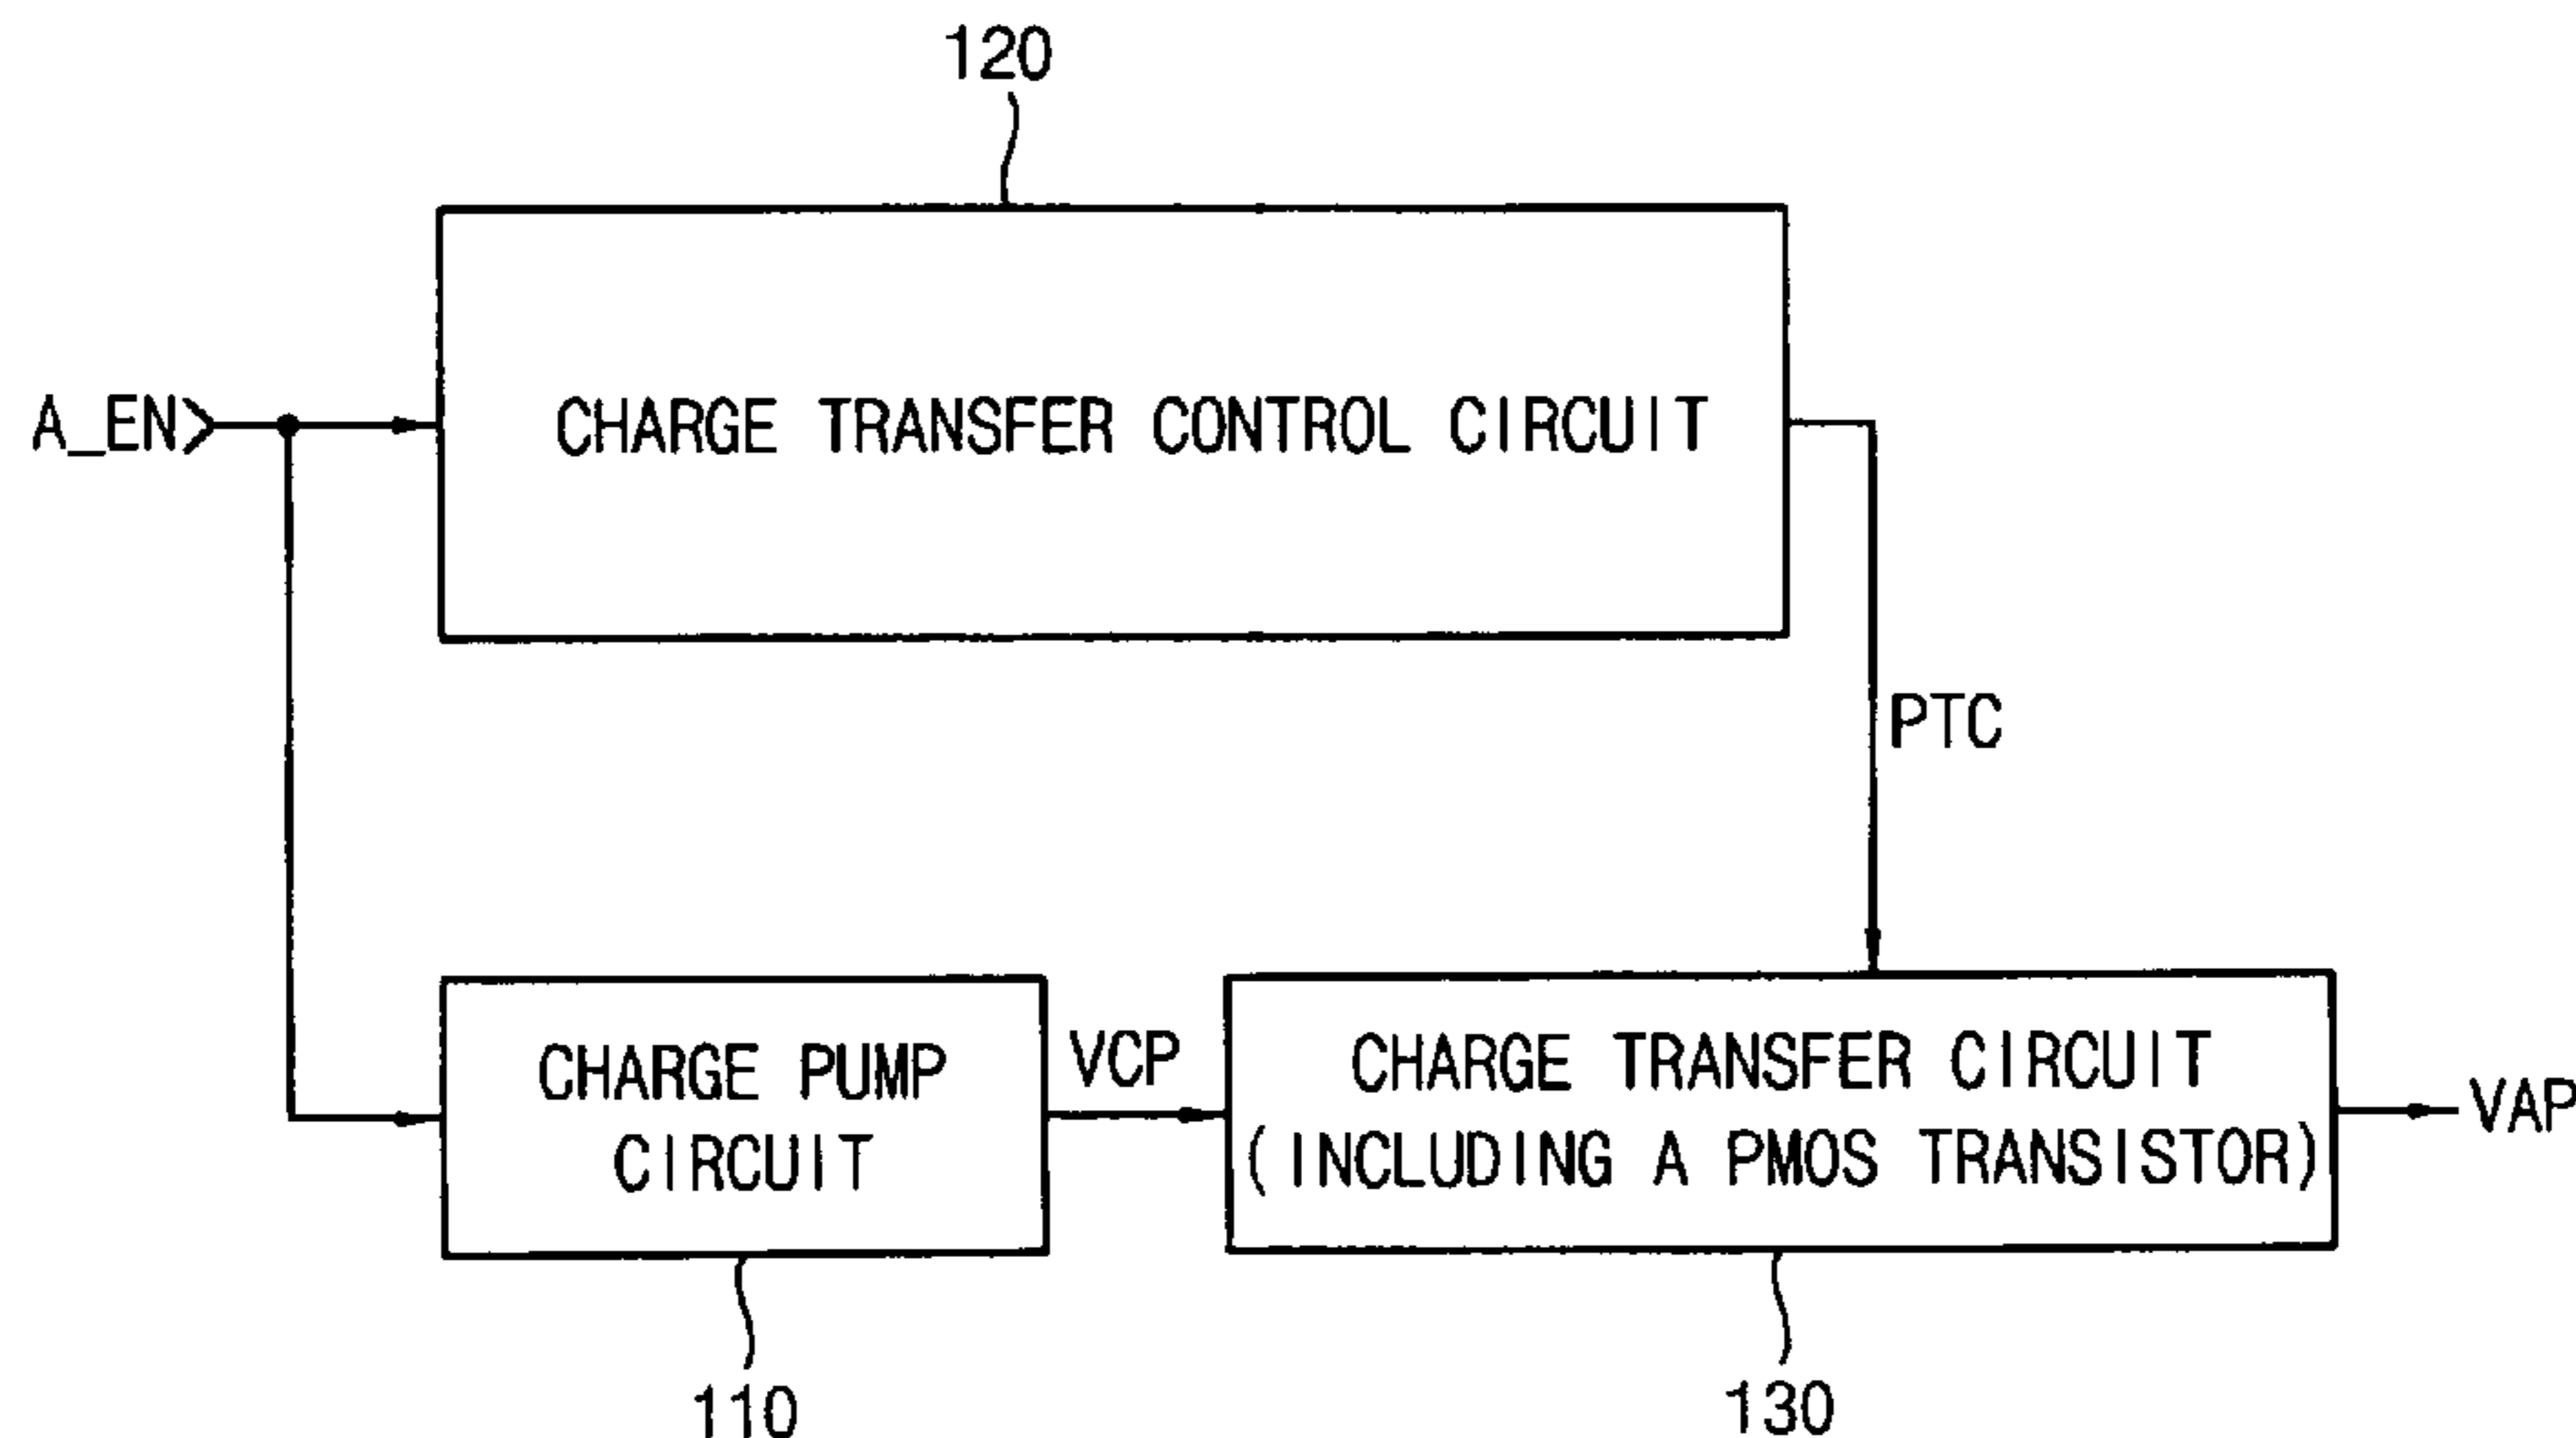 120
A_EN
CHARGE TRANSFER CONTROL CIRCUIT
PTC
CHARGE PUMP
CIRCUIT
VCP
CHARGE TRANSFER CIRCUIT
(INCLUDING A PMOS TRANSISTOR)
VAP
110
130